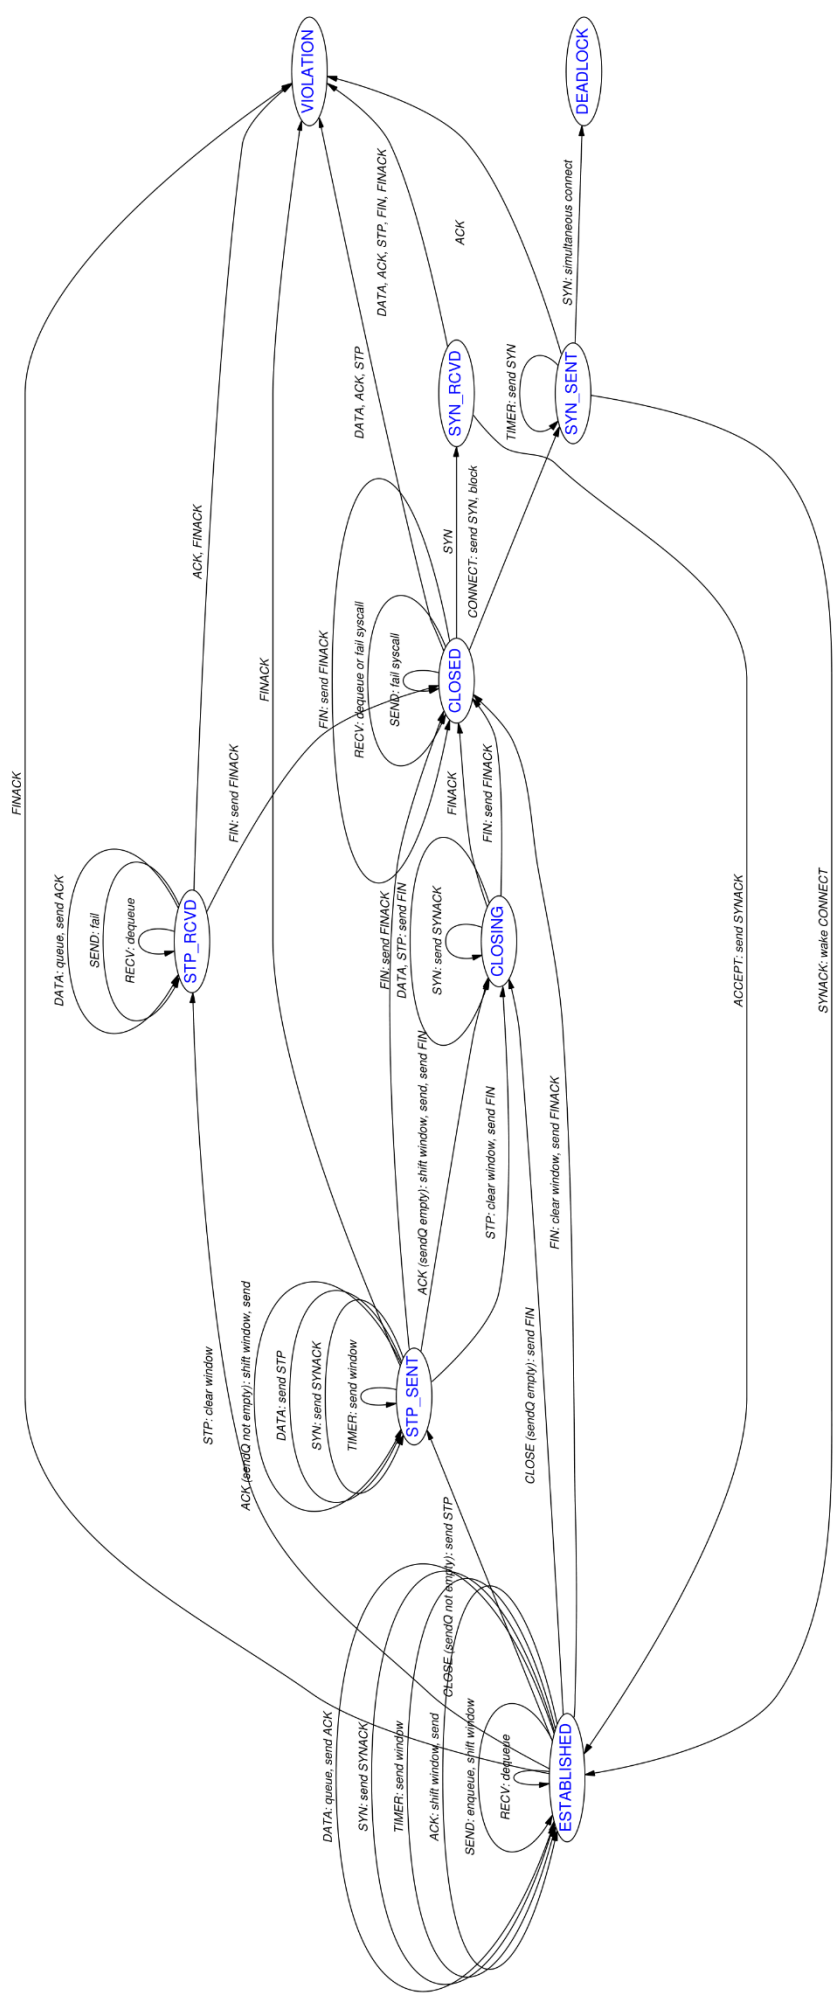 VIOLATION
DEADLOCK
DATA, ACK, STP, FIN, FINACK
ACK
SYN: simultaneous connect
DATA, ACK, STP
SYN_RCVD
TIMER: send SYN
SYN_SENT
ACK, FINACK
SYN
CONNECT: send SYN, block
FINACK
FINACK
FIN: send FINACK
RECV: dequeue or fail syscall
SEND: fail syscall
CLOSED
FIN: send FINACK
FINACK
FIN: send FINACK
DATA: queue, send ACK
SEND: fail
RECV: dequeue
STP_RCVD
FIN: send FINACK
DATA, STP: send FIN
SYN: send SYNACK
CLOSING
ACCEPT: send SYNACK
SYNACK: wake CONNECT
ACK (sendQ empty): shift window, send, send FIN
STP: clear window, send FIN
FIN: clear window, send FINACK
STP: clear window
ACK (sendQ not empty): shift window, send
DATA: send STP
SYN: send SYNACK
TIMER: send window
STP_SENT
CLOSE (sendQ empty): send FIN
CLOSE (sendQ not empty): send STP
DATA: queue, send ACK
SYN: send SYNACK
TIMER: send window
ACK: shift window, send
SEND: enqueue, shift window
RECV: dequeue
ESTABLISHED